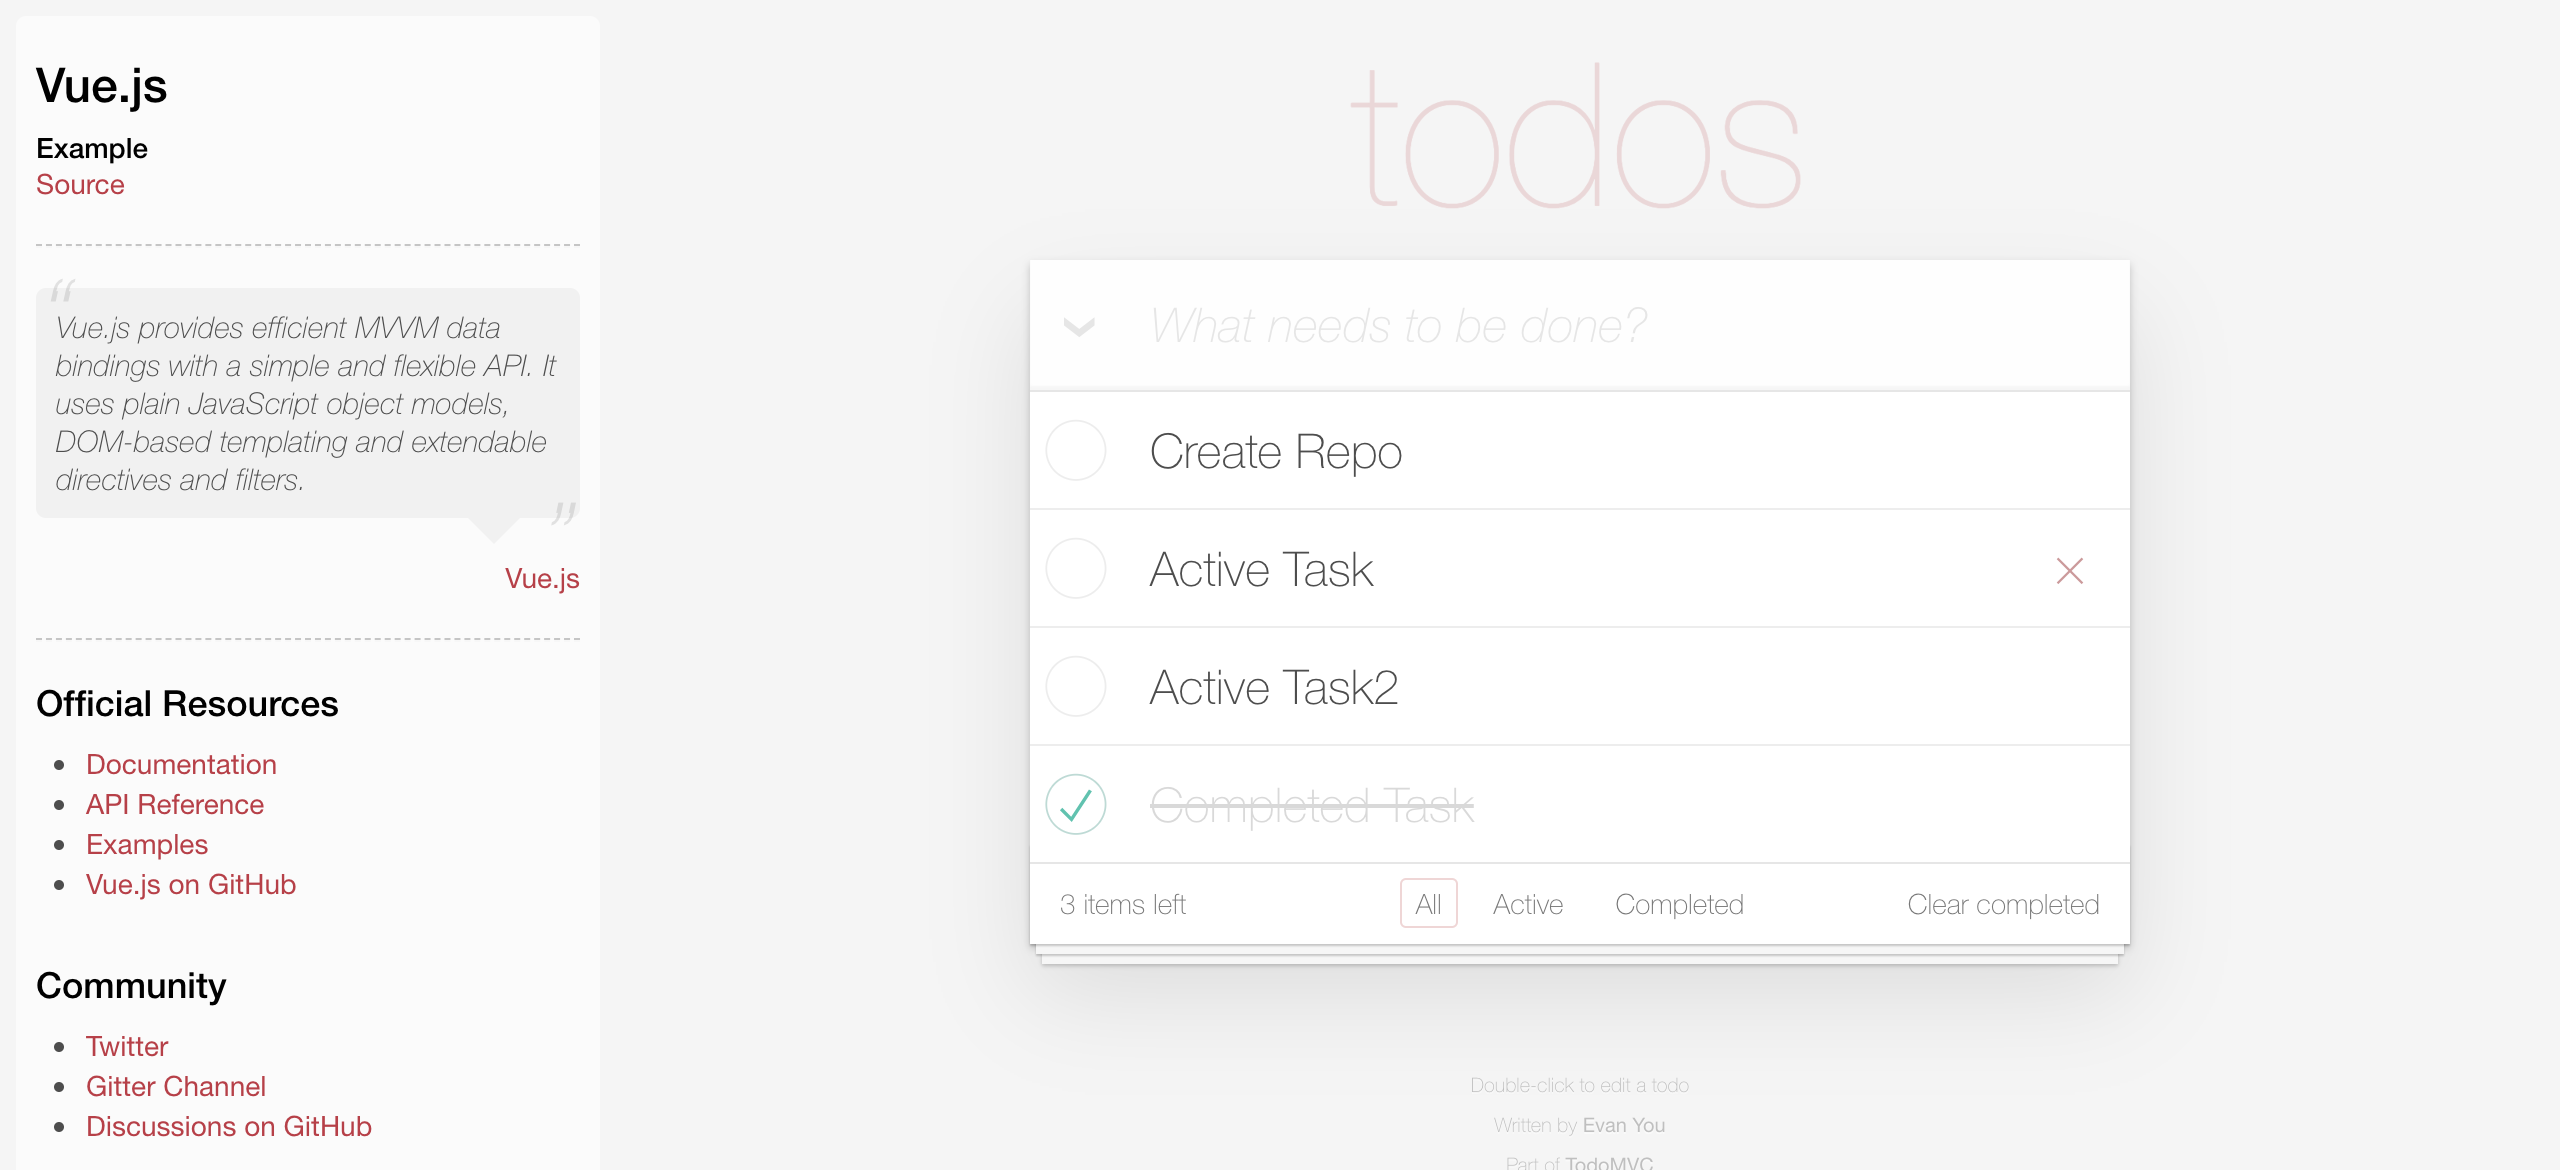 Vue.js
Example
Source
“
Vue.js provides efficient MVVM data
bindings with a simple and flexible API. It
uses plain JavaScript object models,
DOM-based templating and extendable
directives and filters.
”
Vue.js
Official Resources
• Documentation
• API Reference
• Examples
• Vue.js on GitHub
Community
• Twitter
• Gitter Channel
• Discussions on GitHub
todos
What needs to be done?
Create Repo
Active Task
Active Task2
Completed Task
3 items left All Active Completed Clear completed
Double-click to edit a todo
Written by Evan You
Part of TodoMVC